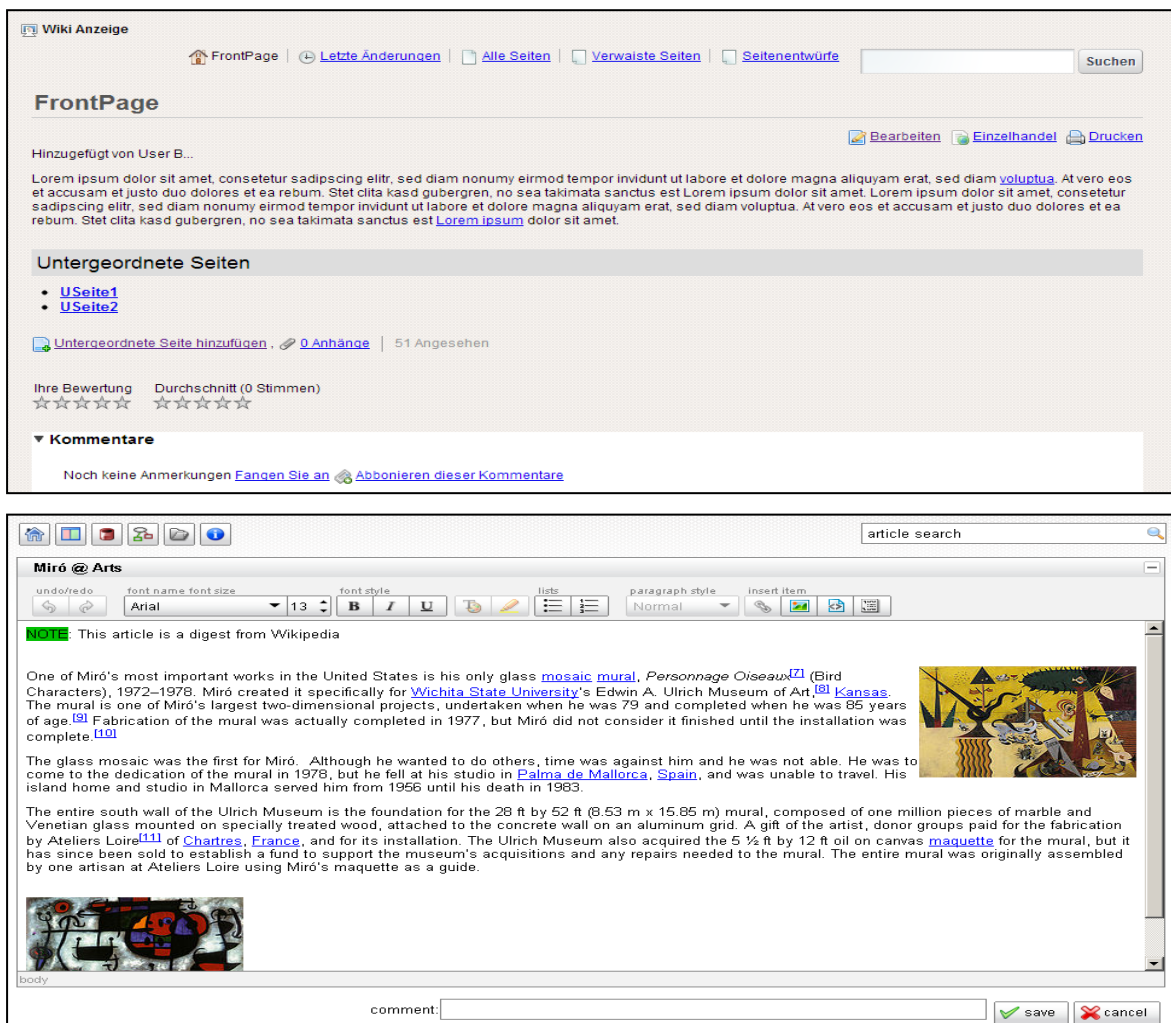 Wiki Anzeige
FrontPage | Letzte Änderungen | Alle Seiten | Verwaiste Seiten | Seitenentwürfe Suchen
FrontPage
Bearbeiten Einzelhandel Drucken
Hinzugefügt von User B...
Lorem ipsum dolor sit amet, consetetur sadipscing elitr, sed diam nonumy eirmod tempor invidunt ut labore et dolore magna aliquyam erat, sed diam voluptua. At vero eos
et accusam et justo duo dolores et ea rebum. Stet clita kasd gubergren, no sea takimata sanctus est Lorem ipsum dolor sit amet. Lorem ipsum dolor sit amet, consetetur
sadipscing elitr, sed diam nonumy eirmod tempor invidunt ut labore et dolore magna aliquyam erat, sed diam voluptua. At vero eos et accusam et justo duo dolores et ea
rebum. Stet clita kasd gubergren, no sea takimata sanctus est Lorem ipsum dolor sit amet.
Untergeordnete Seiten
• USeite1
• USeite2
Untergeordnete Seite hinzufügen , 0 Anhänge | 51 Angesehen
Ihre Bewertung Durchschnitt (0 Stimmen)
Kommentare
Noch keine Anmerkungen Fangen Sie an Abbonieren dieser Kommentare
article search
Miró @ Arts
undo/redo font name font size font style lists paragraph style insert item
Arial 13 B I U Normal
NOTE: This article is a digest from Wikipedia
One of Miró's most important works in the United States is his only glass mosaic mural, Personnage Oiseaux[7] (Bird
Characters), 1972–1978. Miró created it specifically for Wichita State University's Edwin A. Ulrich Museum of Art,[8] Kansas.
The mural is one of Miró's largest two-dimensional projects, undertaken when he was 79 and completed when he was 85 years
of age.[9] Fabrication of the mural was actually completed in 1977, but Miró did not consider it finished until the installation was
complete.[10]
The glass mosaic was the first for Miró. Although he wanted to do others, time was against him and he was not able. He was to
come to the dedication of the mural in 1978, but he fell at his studio in Palma de Mallorca, Spain, and was unable to travel. His
island home and studio in Mallorca served him from 1956 until his death in 1983.
The entire south wall of the Ulrich Museum is the foundation for the 28 ft by 52 ft (8.53 m x 15.85 m) mural, composed of one million pieces of marble and
Venetian glass mounted on specially treated wood, attached to the concrete wall on an aluminum grid. A gift of the artist, donor groups paid for the fabrication
by Ateliers Loire[11] of Chartres, France, and for its installation. The Ulrich Museum also acquired the 5 ½ ft by 12 ft oil on canvas maquette for the mural, but it
has since been sold to establish a fund to support the museum's acquisitions and any repairs needed to the mural. The entire mural was originally assembled
by one artisan at Ateliers Loire using Miró's maquette as a guide.
body
comment: save cancel